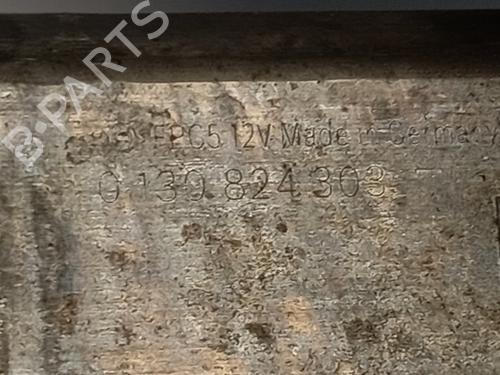 B-PARTS
FPC5 12V Made in Germany
0 130 824 303